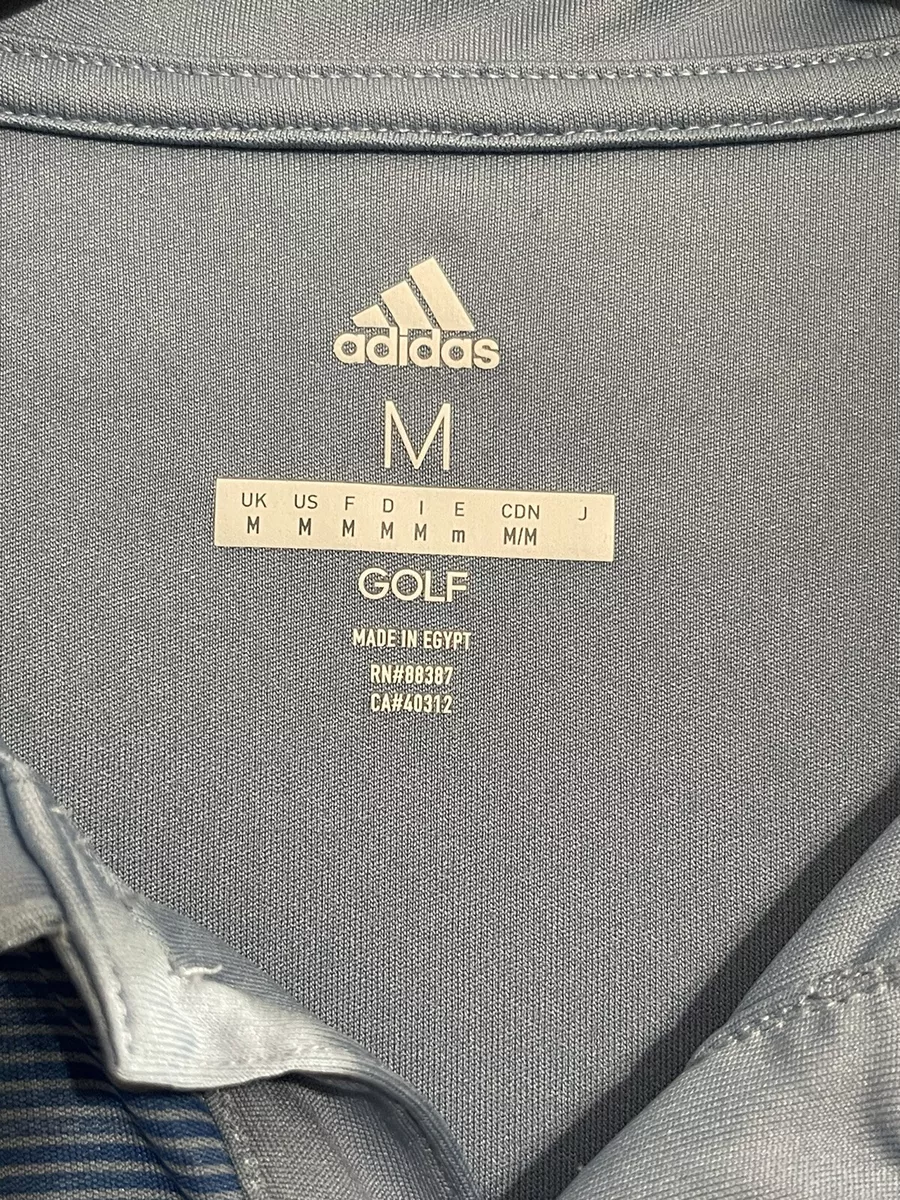 adidas
M
UK US F D I E CDN J
M M M M M m M/M
GOLF
MADE IN EGYPT
RN#88387
CA#40312